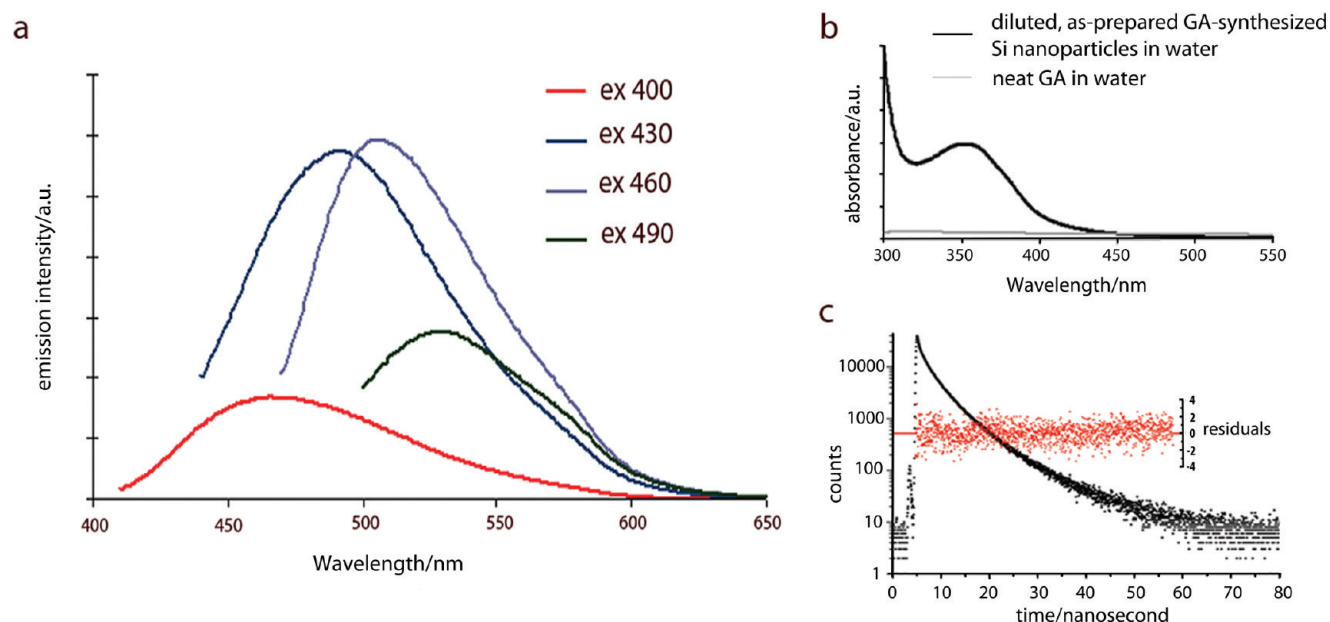 a
ex 400
ex 430
ex 460
ex 490
emission intensity/a.u.
400 450 500 550 600 650
Wavelength/nm
b
diluted, as-prepared GA-synthesized
Si nanoparticles in water
neat GA in water
absorbance/a.u.
300 350 400 450 500 550
Wavelength/nm
c
10000
1000
100
10
1
counts
4
2
0
-2
-4
residuals
0 10 20 30 40 50 60 70 80
time/nanosecond